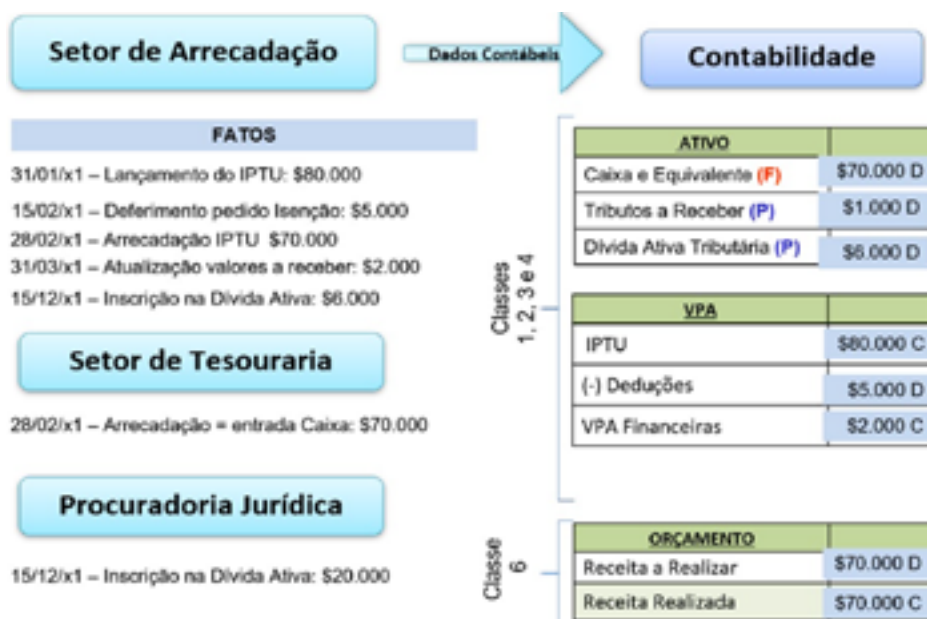 Setor de Arrecadação
Dados Contábeis
Contabilidade
FATOS
31/01/x1 – Lançamento do IPTU: $80.000
15/02/x1 – Deferimento pedido Isenção: $5.000
28/02/x1 – Arrecadação IPTU $70.000
31/03/x1 – Atualização valores a receber: $2.000
15/12/x1 – Inscrição na Dívida Ativa: $6.000
Setor de Tesouraria
28/02/x1 – Arrecadação = entrada Caixa: $70.000
Procuradoria Jurídica
15/12/x1 – Inscrição na Dívida Ativa: $20.000
Classes
1, 2, 3 e 4
ATIVO
Caixa e Equivalente (F) $70.000 D
Tributos a Receber (P) $1.000 D
Dívida Ativa Tributária (P) $6.000 D
VPA
IPTU $80.000 C
(-) Deduções $5.000 D
VPA Financeiras $2.000 C
Classe
6
ORÇAMENTO
Receita a Realizar $70.000 D
Receita Realizada $70.000 C